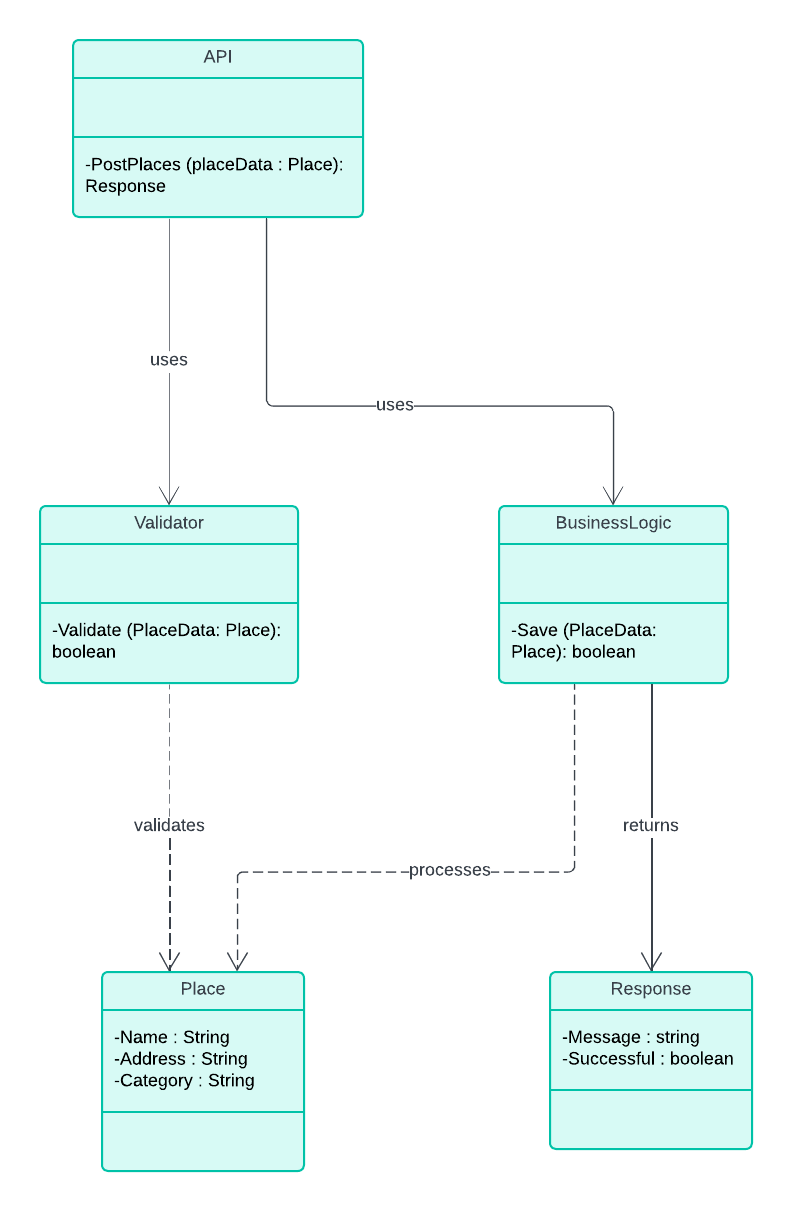 API
-PostPlaces (placeData : Place):
Response
uses
uses
Validator
-Validate (PlaceData: Place):
boolean
BusinessLogic
-Save (PlaceData:
Place): boolean
validates
processes
returns
Place
-Name : String
-Address : String
-Category : String
Response
-Message : string
-Successful : boolean